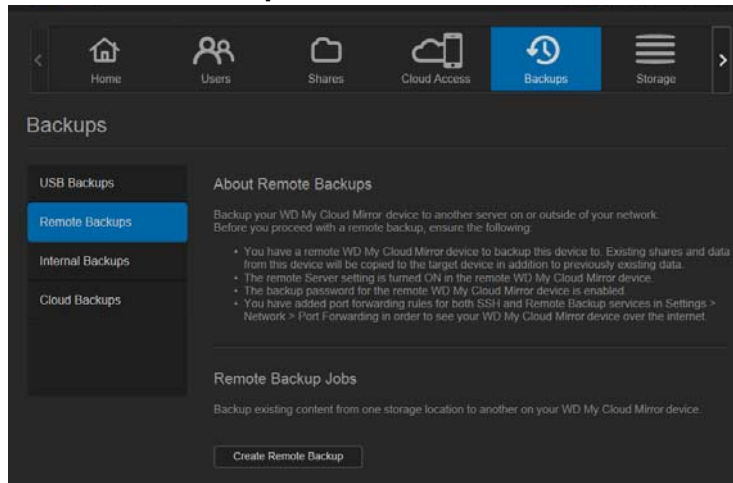 Home
Users
Shares
Cloud Access
Backups
Storage
Backups
USB Backups
Remote Backups
Internal Backups
Cloud Backups
About Remote Backups
Backup your WD My Cloud Mirror device to another server on or outside of your network.
Before you proceed with a remote backup, ensure the following:
• You have a remote WD My Cloud Mirror device to backup this device to. Existing shares and data
from this device will be copied to the target device in addition to previously existing data.
• The remote Server setting is turned ON in the remote WD My Cloud Mirror device.
• The backup password for the remote WD My Cloud Mirror device is enabled.
• You have added port forwarding rules for both SSH and Remote Backup services in Settings >
Network > Port Forwarding in order to see your WD My Cloud Mirror device over the internet.
Remote Backup Jobs
Backup existing content from one storage location to another on your WD My Cloud Mirror device.
Create Remote Backup